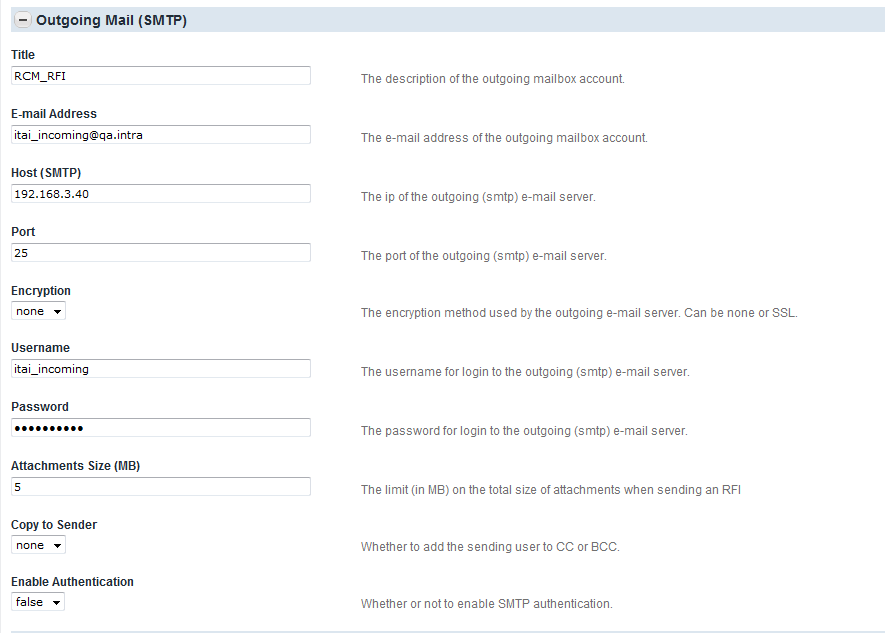 Outgoing Mail (SMTP)
Title
RCM_RFI
The description of the outgoing mailbox account.
E-mail Address
itai_incoming@qa.intra
The e-mail address of the outgoing mailbox account.
Host (SMTP)
192.168.3.40
The ip of the outgoing (smtp) e-mail server.
Port
25
The port of the outgoing (smtp) e-mail server.
Encryption
none
The encryption method used by the outgoing e-mail server. Can be none or SSL.
Username
itai_incoming
The username for login to the outgoing (smtp) e-mail server.
Password
●●●●●●●●●●
The password for login to the outgoing (smtp) e-mail server.
Attachments Size (MB)
5
The limit (in MB) on the total size of attachments when sending an RFI
Copy to Sender
none
Whether to add the sending user to CC or BCC.
Enable Authentication
false
Whether or not to enable SMTP authentication.